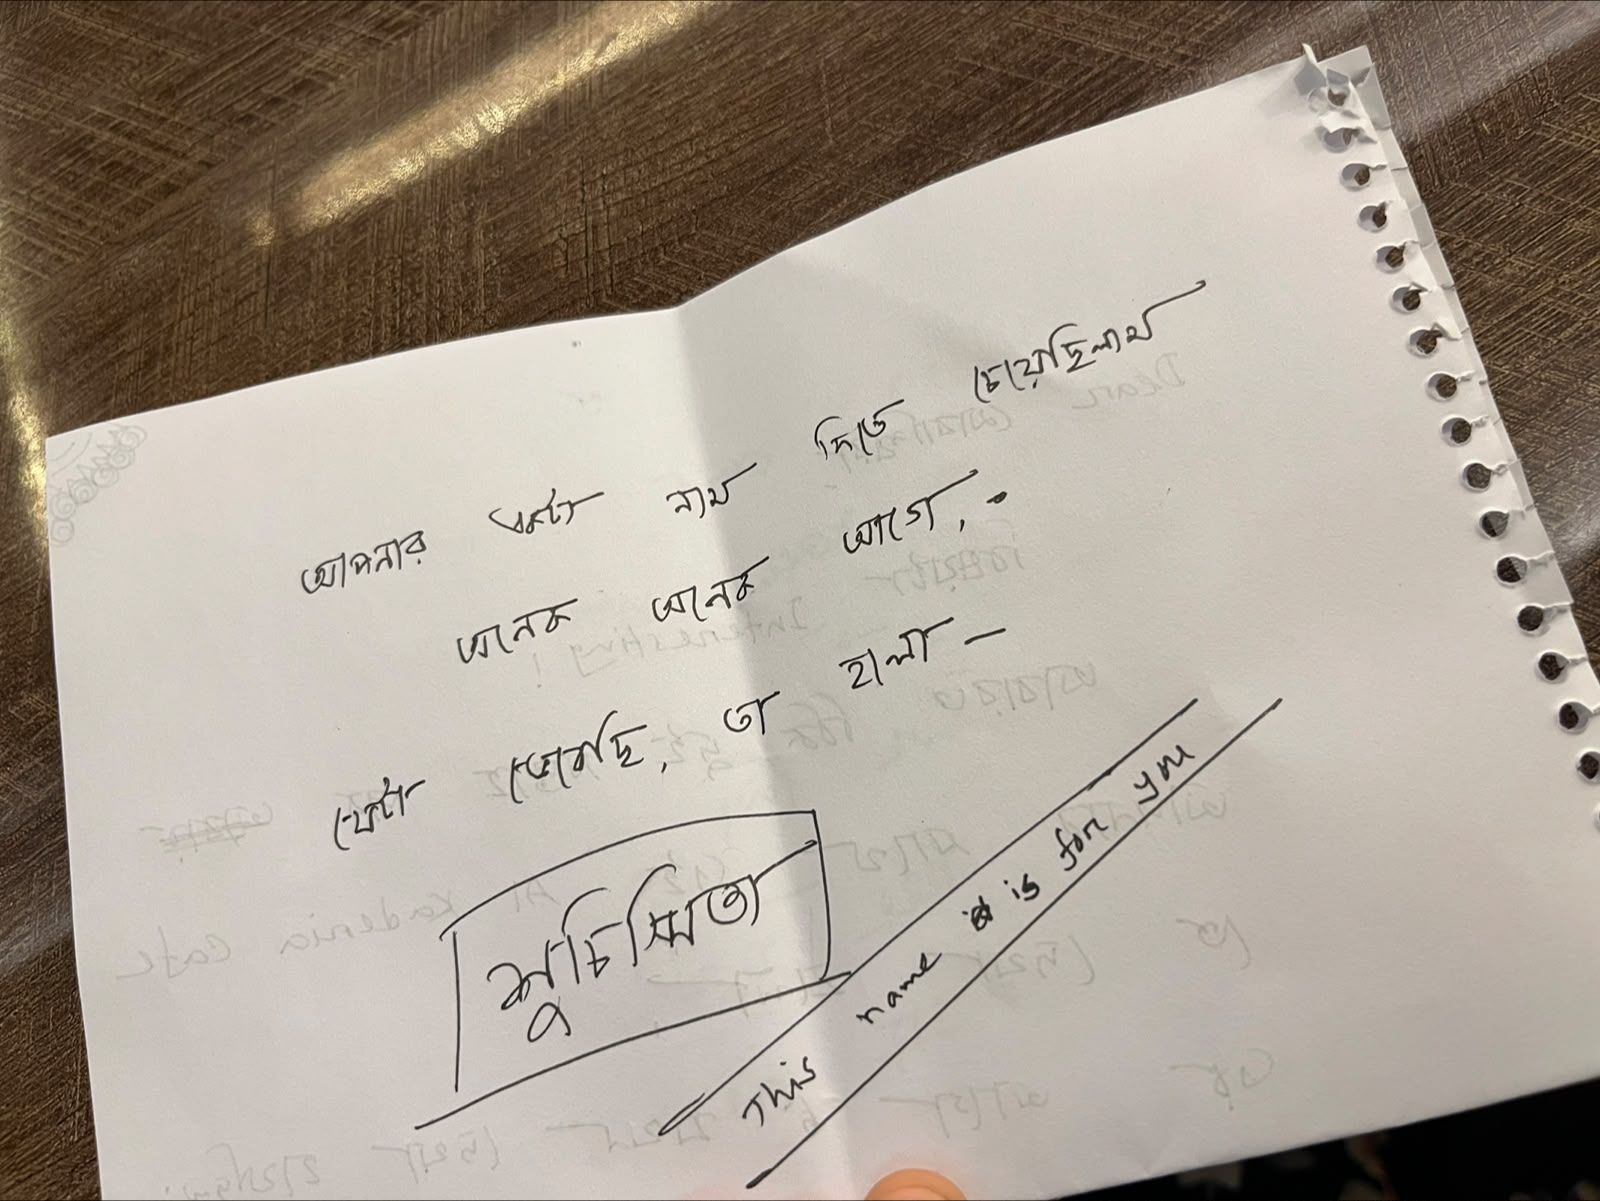 আপনার একটা নাম দিতে চেয়েছিলাম
অনেক অনেক আগে,-
যেটা ভেবেছি, তা হলো -
সুচিস্মিতা
This name is for you